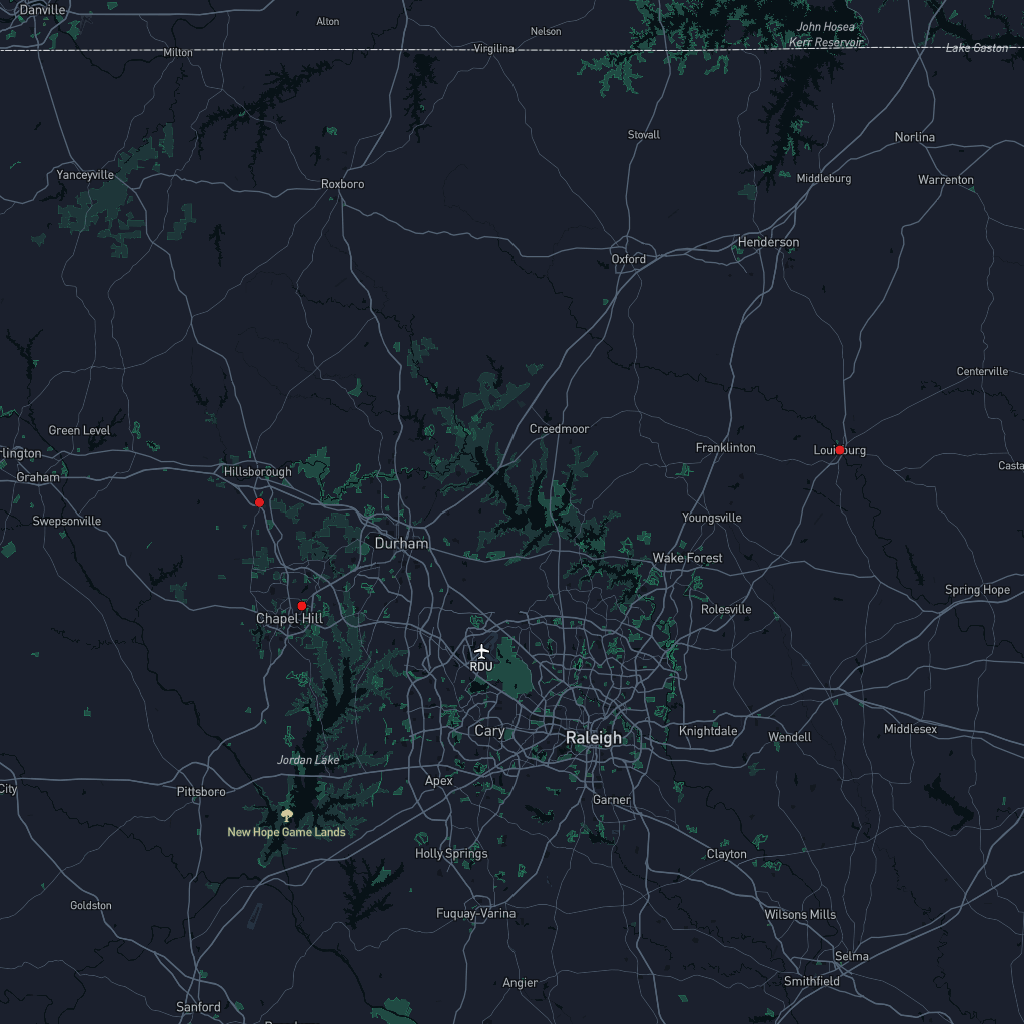 Danville
Alton
Nelson
John Hosea
Kerr Reservoir
Milton
Virgilina
Lake Gaston
Stovall
Norlina
Yanceyville
Roxboro
Middleburg
Warrenton
Henderson
Oxford
Centerville
Green Level
Creedmoor
rlington
Franklinton
Hillsborough
Graham
Casta
Swepsonville
Youngsville
Durham
Wake Forest
Spring Hope
Rolesville
Chapel Hill
RDU
Cary
Raleigh
Knightdale
Wendell
Middlesex
Jordan Lake
City
Pittsboro
Apex
Garner
New Hope Game Lands
Holly Springs
Clayton
Goldston
Fuquay-Varina
Wilsons Mills
Selma
Angier
Smithfield
Sanford